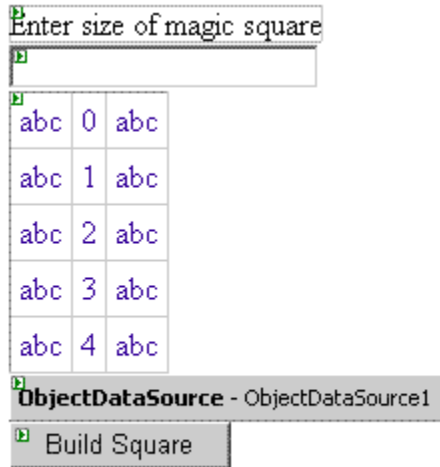 Enter size of magic square
abc 0 abc
abc 1 abc
abc 2 abc
abc 3 abc
abc 4 abc
ObjectDataSource - ObjectDataSource1
Build Square